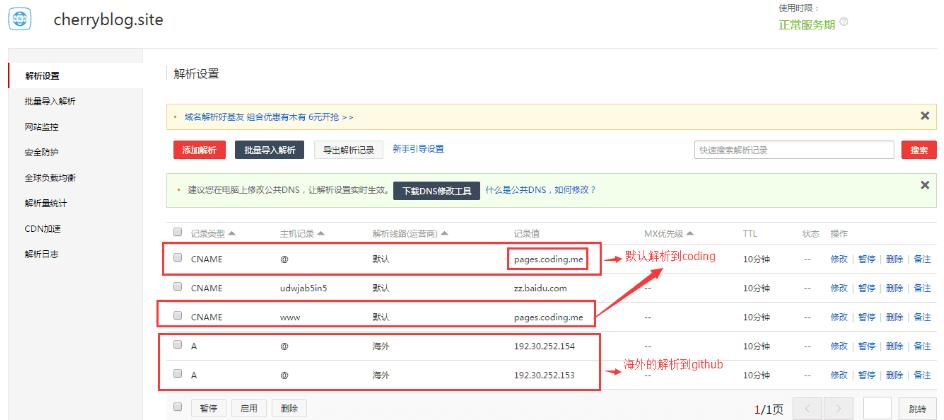 cherryblog.site
使用时限：
正常服务期
解析设置
批量导入解析
网站监控
安全防护
全球负载均衡
解析量统计
CDN加速
解析日志
解析设置
域名解析好基友 组合优惠有木有 6元开抢 >>
添加解析 批量导入解析 导出解析记录 新手引导设置 快速搜索解析记录 搜索
建议您在电脑上修改公共DNS，让解析设置实时生效。 下载DNS修改工具 什么是公共DNS，如何修改？
记录类型 主机记录 解析线路(运营商) 记录值 MX优先级 TTL 状态 操作
CNAME @ 默认 pages.coding.me 默认解析到coding 10分钟 -- 修改 | 暂停 | 删除 | 备注
CNAME udwjab5in5 默认 zz.baidu.com -- 10分钟 -- 修改 | 暂停 | 删除 | 备注
CNAME www 默认 pages.coding.me -- 10分钟 -- 修改 | 暂停 | 删除 | 备注
A @ 海外 192.30.252.154 -- 10分钟 -- 修改 | 暂停 | 删除 | 备注
海外的解析到github
A @ 海外 192.30.252.153 10分钟 -- 修改 | 暂停 | 删除 | 备注
暂停 启用 删除 1/1页 跳转